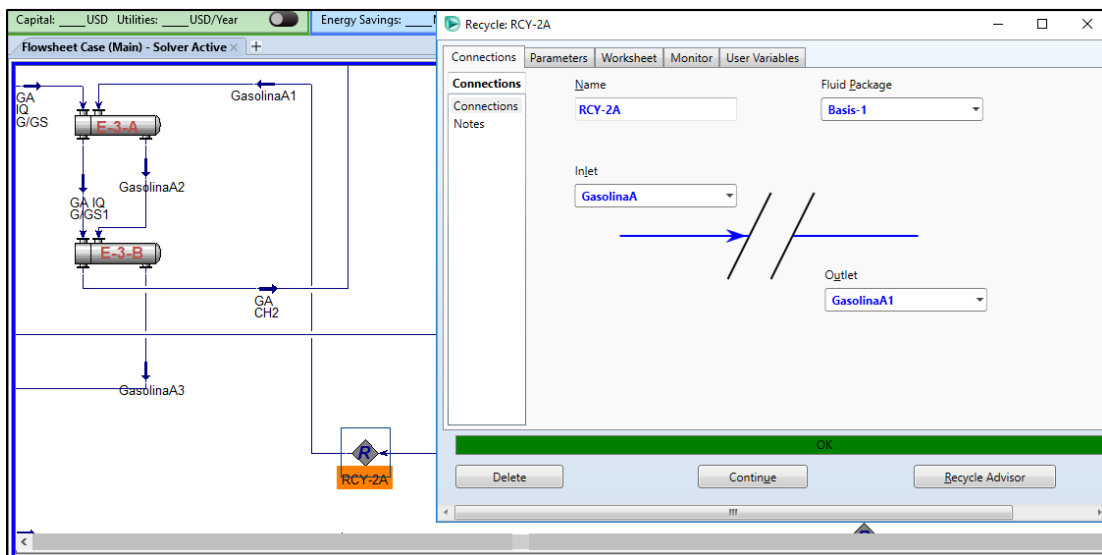 Capital: ____USD Utilities: ____USD/Year
Energy Savings: ____
Flowsheet Case (Main) - Solver Active × +
GA
IQ
G/GS
GasolinaA1
E-3-A
GasolinaA2
GA IQ
G/GS1
E-3-B
GA
CH2
GasolinaA3
R
RCY-2A
Recycle: RCY-2A
Connections Parameters Worksheet Monitor User Variables
Connections
Connections
Notes
Name
RCY-2A
Fluid Package
Basis-1
Inlet
GasolinaA
Outlet
GasolinaA1
OK
Delete Continue Recycle Advisor